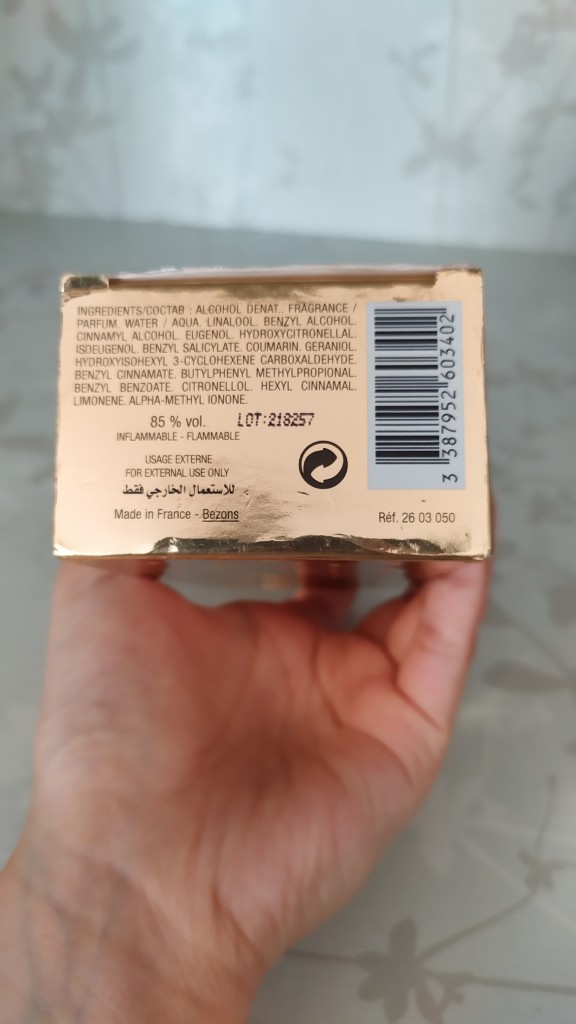 INGREDIENTS/COCTAB : ALCOHOL DENAT.. FRAGRANCE /
PARFUM. WATER / AQUA. LINALOOL. BENZYL ALCOHOL.
CINNAMYL ALCOHOL. EUGENOL. HYDROXYCITRONELLAL.
ISOEUGENOL. BENZYL SALICYLATE. COUMARIN. GERANIOL.
HYDROXYISOHEXYL 3-CYCLOHEXENE CARBOXALDEHYDE.
BENZYL CINNAMATE. BUTYLPHENYL METHYLPROPIONAL.
BENZYL BENZOATE. CITRONELLOL. HEXYL CINNAMAL.
LIMONENE. ALPHA-METHYL IONONE.
85 % vol. LOT:218257
INFLAMMABLE - FLAMMABLE
USAGE EXTERNE
FOR EXTERNAL USE ONLY
للاستعمال الخارجي فقط
Made in France - Bezons
3 387952 603402
Réf. 26 03 050